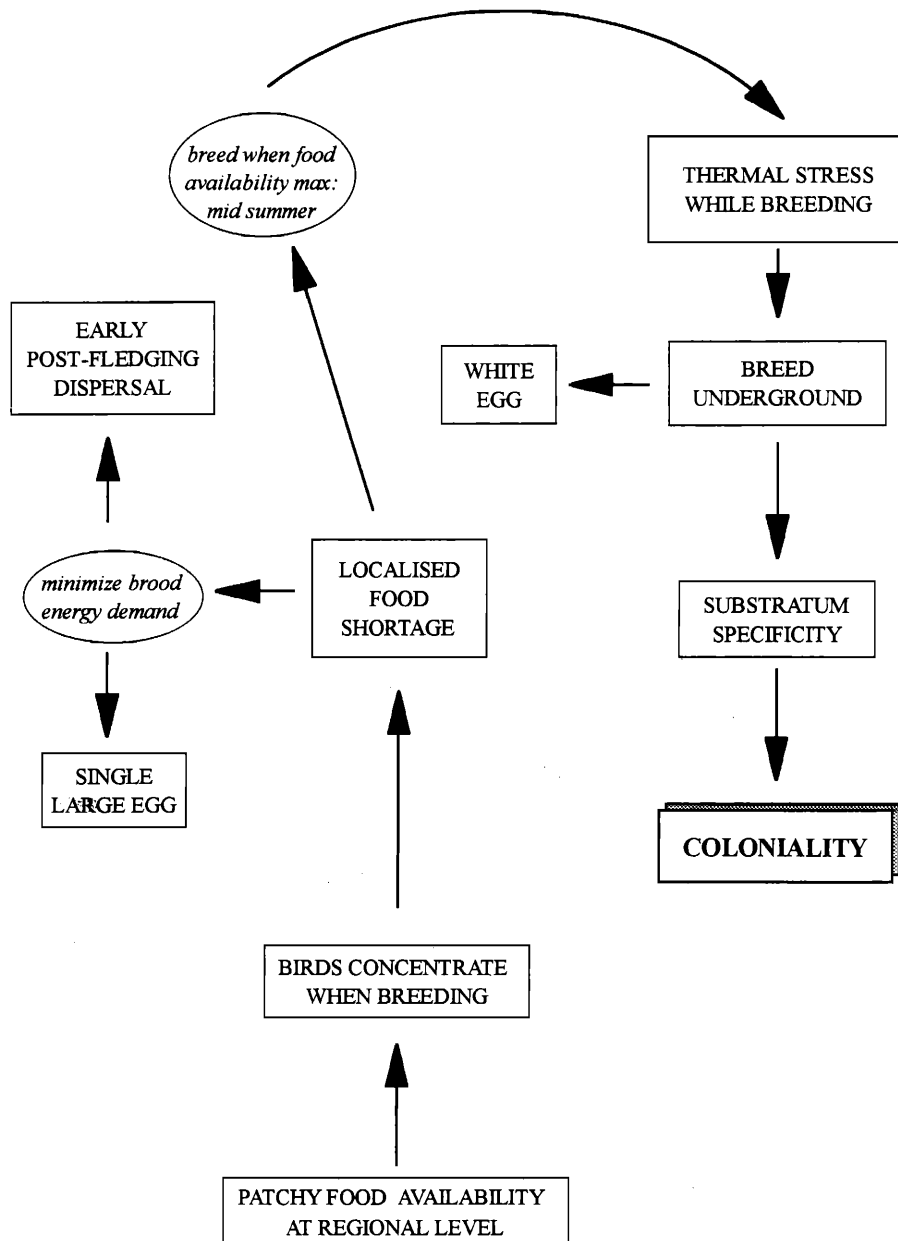 breed when food
availability max:
mid summer
THERMAL STRESS
WHILE BREEDING
EARLY
POST-FLEDGING
DISPERSAL
WHITE
EGG
BREED
UNDERGROUND
minimize brood
energy demand
LOCALISED
FOOD
SHORTAGE
SUBSTRATUM
SPECIFICITY
SINGLE
LARGE EGG
COLONIALITY
BIRDS CONCENTRATE
WHEN BREEDING
PATCHY FOOD AVAILABILITY
AT REGIONAL LEVEL